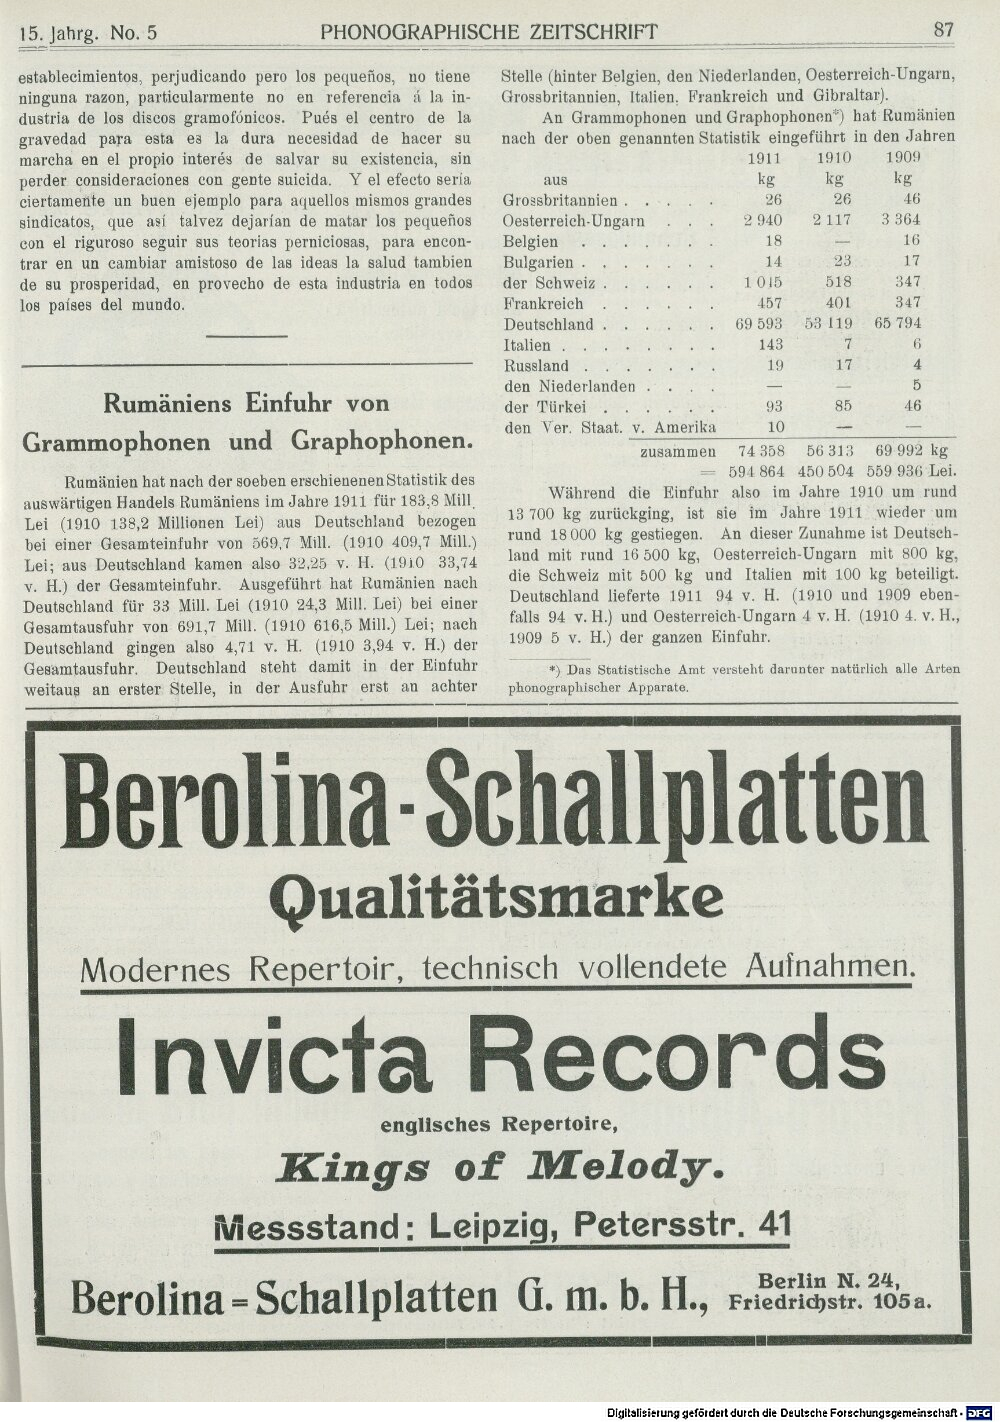 15. Jahrg. No. 5
PHONOGRAPHISCHE ZEITSCHRIFT
87
establecimientos, perjudicando pero los pequeños, no tiene
ninguna razon, particularmente no en referencia á la in-
dustria de los discos gramofónicos. Pués el centro de la
gravedad para esta es la dura necesidad de hacer su
marcha en el propio interés de salvar su existencia, sin
perder consideraciones con gente suicida. Y el efecto sería
ciertamente un buen ejemplo para aquellos mismos grandes
sindicatos, que así talvez dejarían de matar los pequeños
con el riguroso seguir sus teorias perniciosas, para encon-
trar en un cambiar amistoso de las ideas la salud tambien
de su prosperidad, en provecho de esta industria en todos
los países del mundo.
Rumäniens Einfuhr von
Grammophonen und Graphophonen.
Rumänien hat nach der soeben erschienenen Statistik des
auswärtigen Handels Rumäniens im Jahre 1911 für 183,8 Mill.
Lei (1910 138,2 Millionen Lei) aus Deutschland bezogen
bei einer Gesamteinfuhr von 569,7 Mill. (1910 409,7 Mill.)
Lei; aus Deutschland kamen also 32,25 v. H. (1910 33,74
v. H.) der Gesamteinfuhr. Ausgeführt hat Rumänien nach
Deutschland für 33 Mill. Lei (1910 24,3 Mill. Lei) bei einer
Gesamtausfuhr von 691,7 Mill. (1910 616,5 Mill.) Lei; nach
Deutschland gingen also 4,71 v. H. (1910 3,94 v. H.) der
Gesamtausfuhr. Deutschland steht damit in der Einfuhr
weitaus an erster Stelle, in der Ausfuhr erst an achter
Stelle (hinter Belgien, den Niederlanden, Oesterreich-Ungarn,
Grossbritannien, Italien, Frankreich und Gibraltar).
An Grammophonen und Graphophonen*) hat Rumänien
nach der oben genannten Statistik eingeführt in den Jahren
1911 1910 1909
aus kg kg kg
Grossbritannien . . . . . 26 26 46
Oesterreich-Ungarn . . . 2 940 2 117 3 364
Belgien . . . . . . . 18 — 16
Bulgarien . . . . . . . 14 23 17
der Schweiz . . . . . . 1 015 518 347
Frankreich . . . . . . 457 401 347
Deutschland . . . . . . 69 593 53 119 65 794
Italien . . . . . . . . 143 7 6
Russland . . . . . . . 19 17 4
den Niederlanden . . . . — — 5
der Türkei . . . . . . 93 85 46
den Ver. Staat. v. Amerika 10 — —
zusammen 74 358 56 313 69 992 kg
= 594 864 450 504 559 936 Lei.
Während die Einfuhr also im Jahre 1910 um rund
13 700 kg zurückging, ist sie im Jahre 1911 wieder um
rund 18 000 kg gestiegen. An dieser Zunahme ist Deutsch-
land mit rund 16 500 kg, Oesterreich-Ungarn mit 800 kg,
die Schweiz mit 500 kg und Italien mit 100 kg beteiligt.
Deutschland lieferte 1911 94 v. H. (1910 und 1909 eben-
falls 94 v. H.) und Oesterreich-Ungarn 4 v. H. (1910 4. v. H.,
1909 5 v. H.) der ganzen Einfuhr.
*) Das Statistische Amt versteht darunter natürlich alle Arten
phonographischer Apparate.
Berolina-Schallplatten
Qualitätsmarke
Modernes Repertoir, technisch vollendete Aufnahmen.
Invicta Records
englisches Repertoire,
Kings of Melody.
Messstand: Leipzig, Petersstr. 41
Berolina=Schallplatten G. m. b. H.,
Berlin N. 24,
Friedrichstr. 105a.
Digitalisierung gefördert durch die Deutsche Forschungsgemeinschaft - DFG